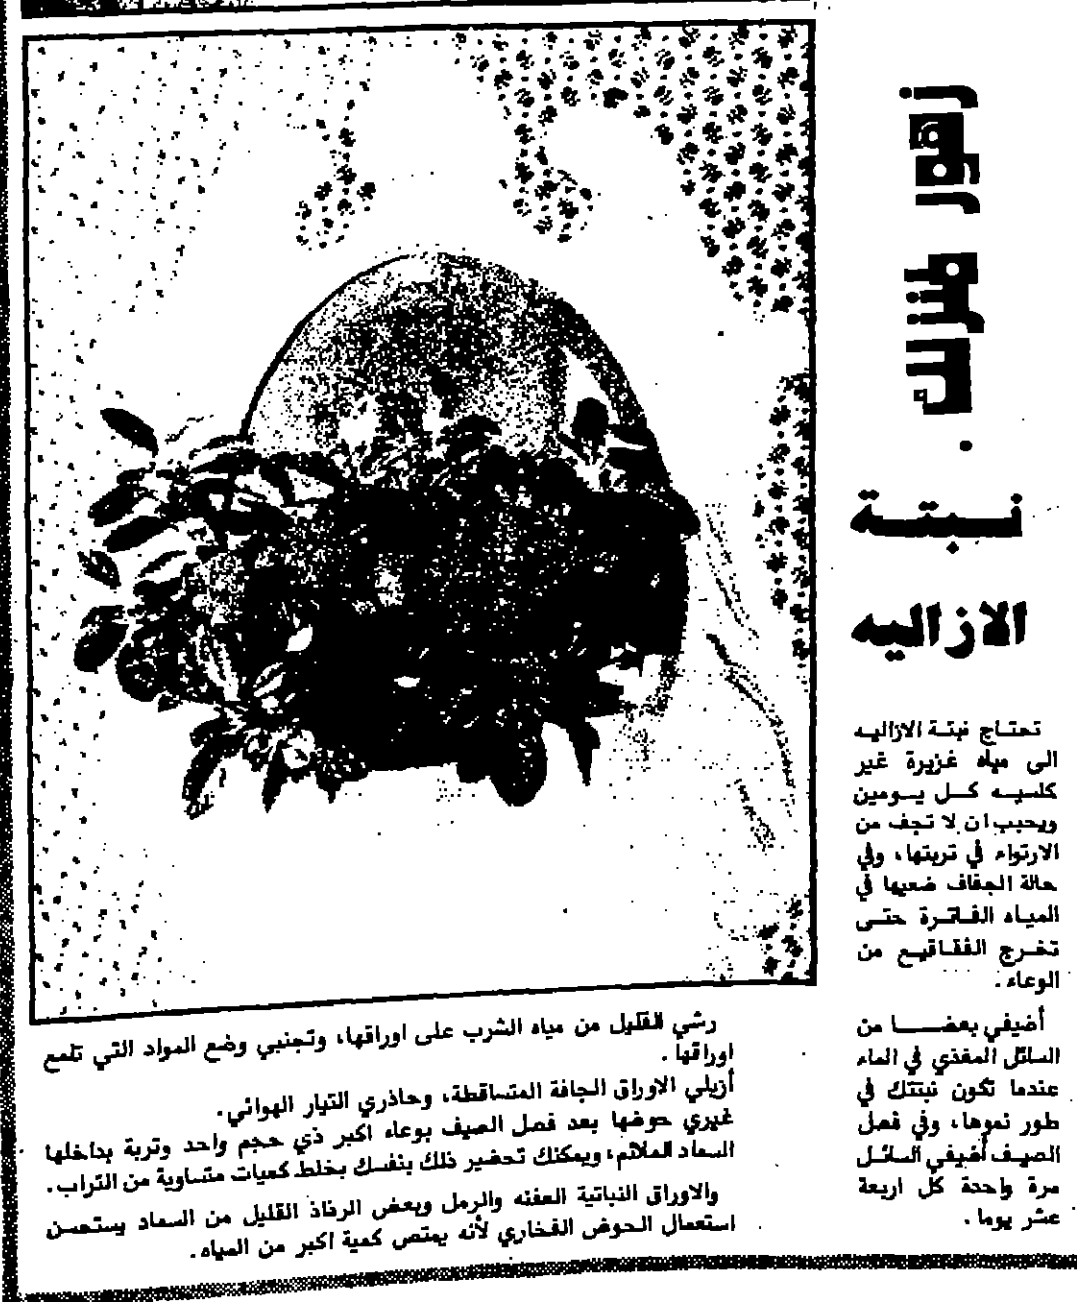 زهور لمنزلك
نبتة
الازاليه
تحتاج نبتة الازاليه
الى مياه غزيرة غير
كلسيه كل يومين
ويحبب ان لا تجف من
الارتواء في تربتها، وفي
حالة الجفاف ضعيها في
المياه الفاترة حتى
تخرج الفقاقيع من
الوعاء.
أضيفي بعضا من
السائل المغذي في الماء
عندما تكون نبتتك في
طور نموها، وفي فصل
الصيف أضيفي السائل
مرة واحدة كل اربعة
عشر يوما.
رشي القليل من مياه الشرب على اوراقها، وتجنبي وضع المواد التي تلمع
اوراقها.
أزيلي الاوراق الجافة المتساقطة، وحاذري التيار الهوائي.
غيري حوضها بعد فصل الصيف بوعاء اكبر ذي حجم واحد وتربة بداخلها
السماد الملائم، ويمكنك تحضير ذلك بنفسك بخلط كميات متساوية من التراب.
والاوراق النباتية العفنه والرمل وبعض الرذاذ القليل من السماد يستحسن
استعمال الحوض الفخاري لأنه يمتص كمية اكبر من المياه.